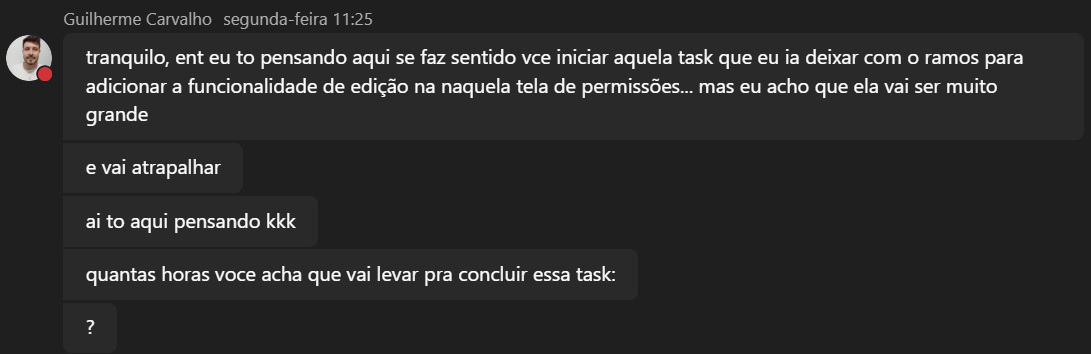 Guilherme Carvalho segunda-feira 11:25
tranquilo, ent eu to pensando aqui se faz sentido vce iniciar aquela task que eu ia deixar com o ramos para
adicionar a funcionalidade de edição na naquela tela de permissões... mas eu acho que ela vai ser muito
grande
e vai atrapalhar
ai to aqui pensando kkk
quantas horas voce acha que vai levar pra concluir essa task:
?